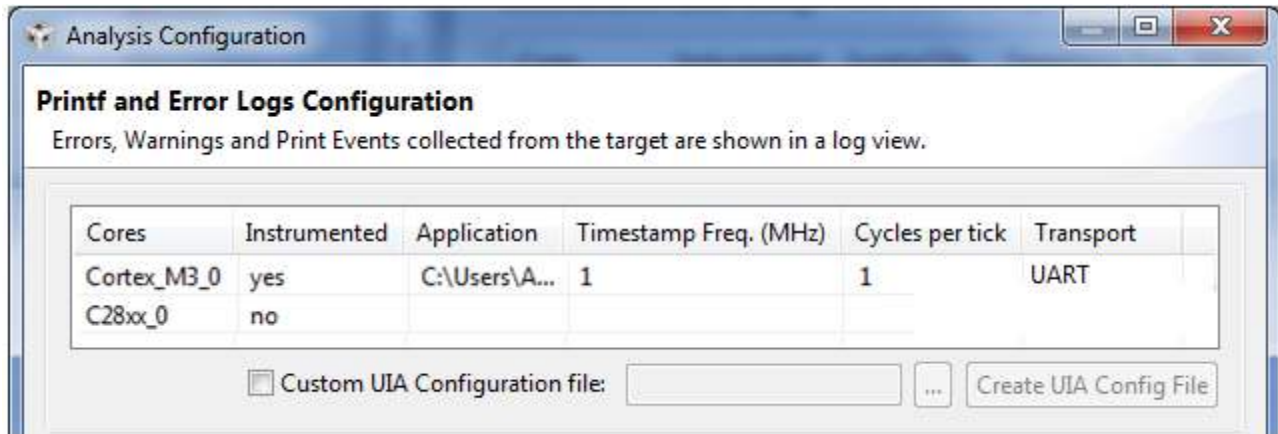 Analysis Configuration
Printf and Error Logs Configuration
Errors, Warnings and Print Events collected from the target are shown in a log view.
Cores Instrumented Application Timestamp Freq. (MHz) Cycles per tick Transport
Cortex_M3_0 yes C:\Users\A... 1 1 UART
C28xx_0 no
Custom UIA Configuration file: ... Create UIA Config File